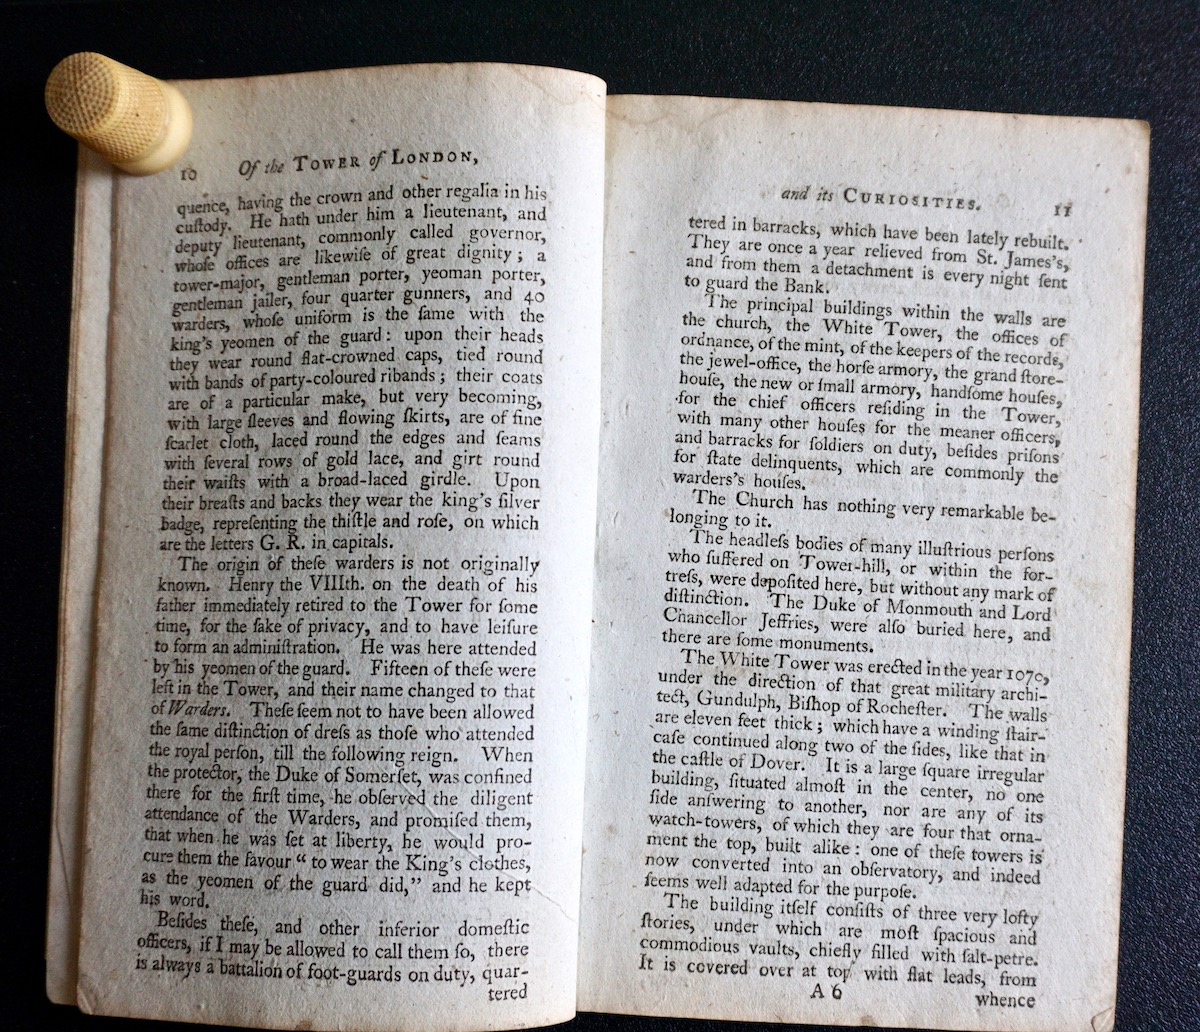 10 Of the TOWER of LONDON,
quence, having the crown and other regalia in his
cuſtody. He hath under him a lieutenant, and
deputy lieutenant, commonly called governor,
whoſe offices are likewiſe of great dignity; a
tower-major, gentleman porter, yeoman porter,
gentleman jailer, four quarter gunners, and 40
warders, whoſe uniform is the ſame with the
king's yeomen of the guard: upon their heads
they wear round flat-crowned caps, tied round
with bands of party-coloured ribands; their coats
are of a particular make, but very becoming,
with large ſleeves and flowing ſkirts, are of fine
ſcarlet cloth, laced round the edges and ſeams
with ſeveral rows of gold lace, and girt round
their waiſts with a broad-laced girdle. Upon
their breaſts and backs they wear the king's ſilver
badge, repreſenting the thiſtle and roſe, on which
are the letters G. R. in capitals.
The origin of theſe warders is not originally
known. Henry the VIIIth. on the death of his
father immediately retired to the Tower for ſome
time, for the ſake of privacy, and to have leiſure
to form an adminiſtration. He was here attended
by his yeomen of the guard. Fifteen of theſe were
left in the Tower, and their name changed to that
of Warders. Theſe ſeem not to have been allowed
the ſame diſtinction of dreſs as thoſe who attended
the royal perſon, till the following reign. When
the protector, the Duke of Somerſet, was confined
there for the firſt time, he obſerved the diligent
attendance of the Warders, and promiſed them,
that when he was ſet at liberty, he would pro-
cure them the favour “ to wear the King's clothes,
as the yeomen of the guard did,” and he kept
his word.
Beſides theſe, and other inferior domeſtic
officers, if I may be allowed to call them ſo, there
is always a battalion of foot-guards on duty, quar-
tered
and its CURIOSITIES. 11
tered in barracks, which have been lately rebuilt.
They are once a year relieved from St. James's,
and from them a detachment is every night ſent
to guard the Bank.
The principal buildings within the walls are
the church, the White Tower, the offices of
ordnance, of the mint, of the keepers of the records,
the jewel-office, the horſe armory, the grand ſtore-
houſe, the new or ſmall armory, handſome houſes,
for the chief officers reſiding in the Tower,
with many other houſes for the meaner officers,
and barracks for ſoldiers on duty, beſides priſons
for ſtate delinquents, which are commonly the
warders's houſes.
The Church has nothing very remarkable be-
longing to it.
The headleſs bodies of many illuſtrious perſons
who ſuffered on Tower-hill, or within the for-
treſs, were depoſited here, but without any mark of
diſtinction. The Duke of Monmouth and Lord
Chancellor Jeffries, were alſo buried here, and
there are ſome monuments.
The White Tower was erected in the year 1070,
under the direction of that great military archi-
tect, Gundulph, Biſhop of Rocheſter. The walls
are eleven feet thick; which have a winding ſtair-
caſe continued along two of the ſides, like that in
the caſtle of Dover. It is a large ſquare irregular
building, ſituated almoſt in the center, no one
ſide anſwering to another, nor are any of its
watch-towers, of which they are four that orna-
ment the top, built alike: one of theſe towers is
now converted into an obſervatory, and indeed
ſeems well adapted for the purpoſe.
The building itſelf conſiſts of three very lofty
ſtories, under which are moſt ſpacious and
commodious vaults, chiefly filled with ſalt-petre.
It is covered over at top with flat leads, from
A 6 whence